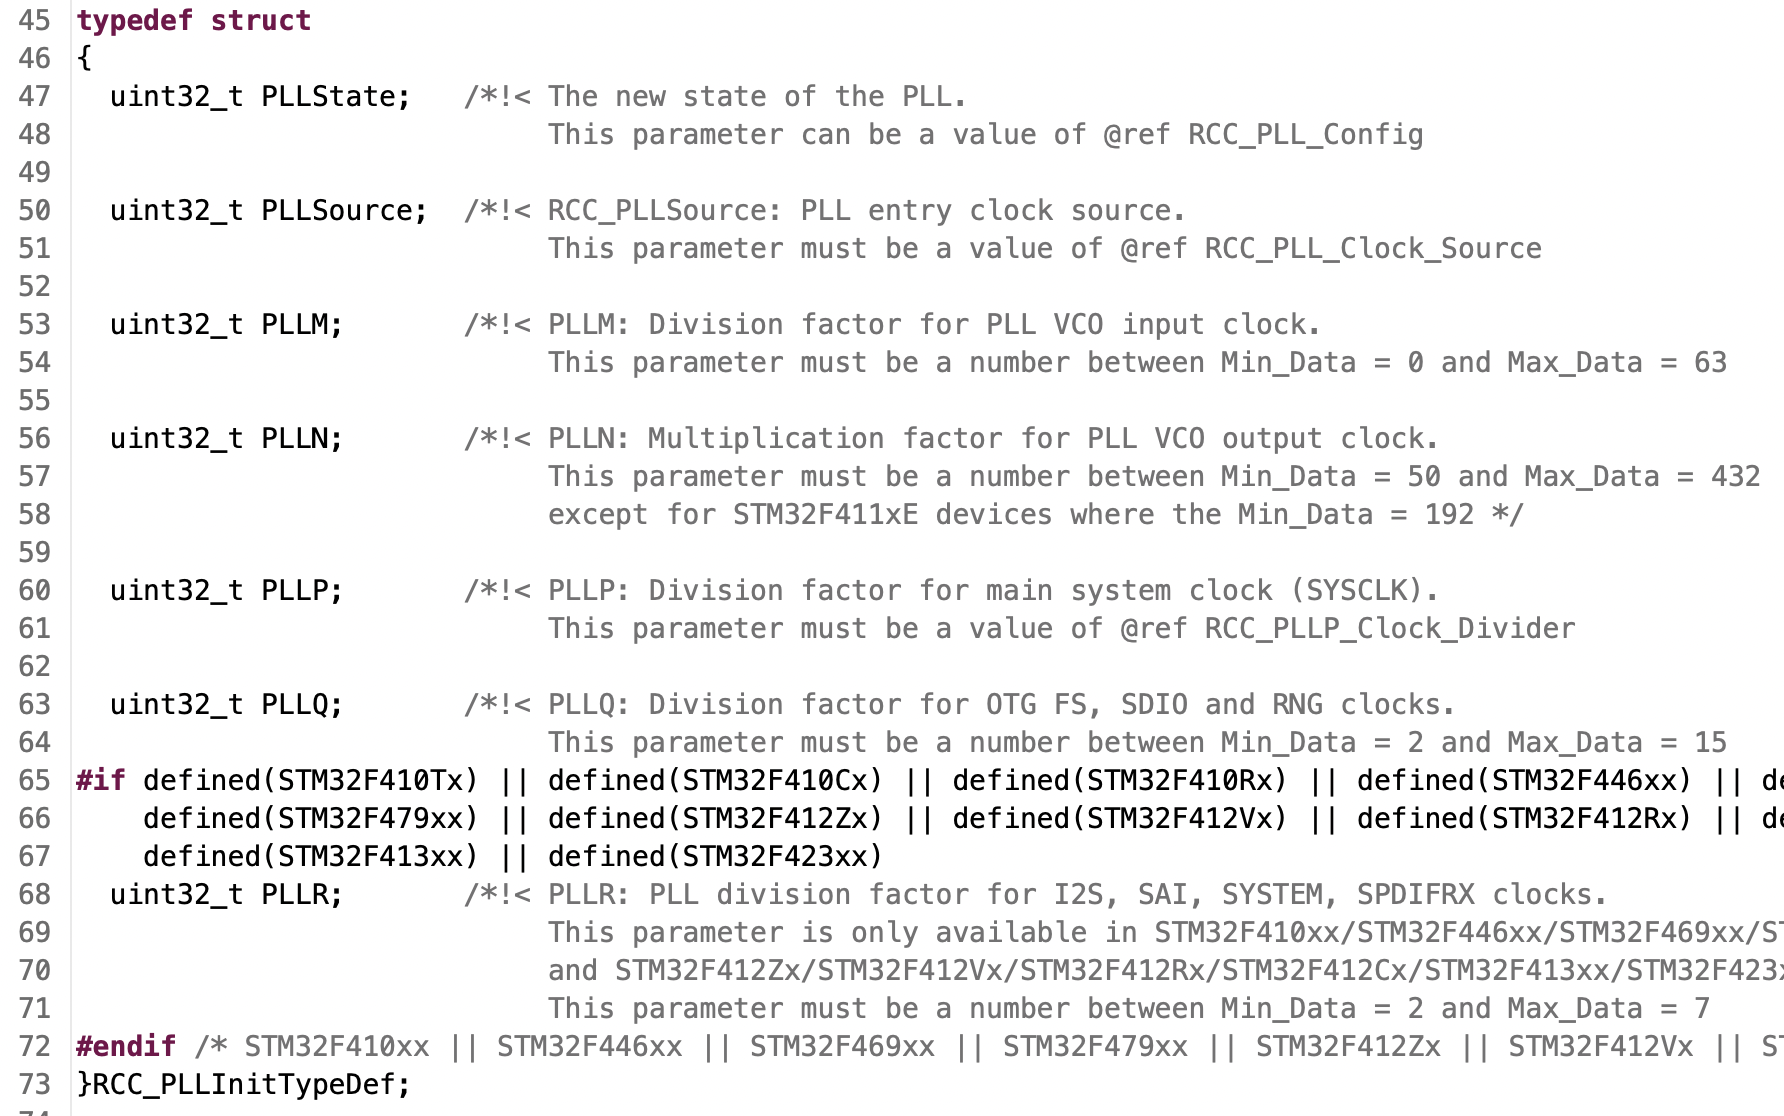 45 typedef struct
46 {
47   uint32_t PLLState;   /*!< The new state of the PLL.
48                             This parameter can be a value of @ref RCC_PLL_Config
49
50   uint32_t PLLSource;  /*!< RCC_PLLSource: PLL entry clock source.
51                             This parameter must be a value of @ref RCC_PLL_Clock_Source
52
53   uint32_t PLLM;       /*!< PLLM: Division factor for PLL VCO input clock.
54                             This parameter must be a number between Min_Data = 0 and Max_Data = 63
55
56   uint32_t PLLN;       /*!< PLLN: Multiplication factor for PLL VCO output clock.
57                             This parameter must be a number between Min_Data = 50 and Max_Data = 432
58                             except for STM32F411xE devices where the Min_Data = 192 */
59
60   uint32_t PLLP;       /*!< PLLP: Division factor for main system clock (SYSCLK).
61                             This parameter must be a value of @ref RCC_PLLP_Clock_Divider
62
63   uint32_t PLLQ;       /*!< PLLQ: Division factor for OTG FS, SDIO and RNG clocks.
64                             This parameter must be a number between Min_Data = 2 and Max_Data = 15
65 #if defined(STM32F410Tx) || defined(STM32F410Cx) || defined(STM32F410Rx) || defined(STM32F446xx) ||
66     defined(STM32F479xx) || defined(STM32F412Zx) || defined(STM32F412Vx) || defined(STM32F412Rx) ||
67     defined(STM32F413xx) || defined(STM32F423xx)
68   uint32_t PLLR;       /*!< PLLR: PLL division factor for I2S, SAI, SYSTEM, SPDIFRX clocks.
69                             This parameter is only available in STM32F410xx/STM32F446xx/STM32F469xx/
70                             and STM32F412Zx/STM32F412Vx/STM32F412Rx/STM32F412Cx/STM32F413xx/
71                             This parameter must be a number between Min_Data = 2 and Max_Data = 7
72 #endif /* STM32F410xx || STM32F446xx || STM32F469xx || STM32F479xx || STM32F412Zx || STM32F412Vx ||
73 }RCC_PLLInitTypeDef;